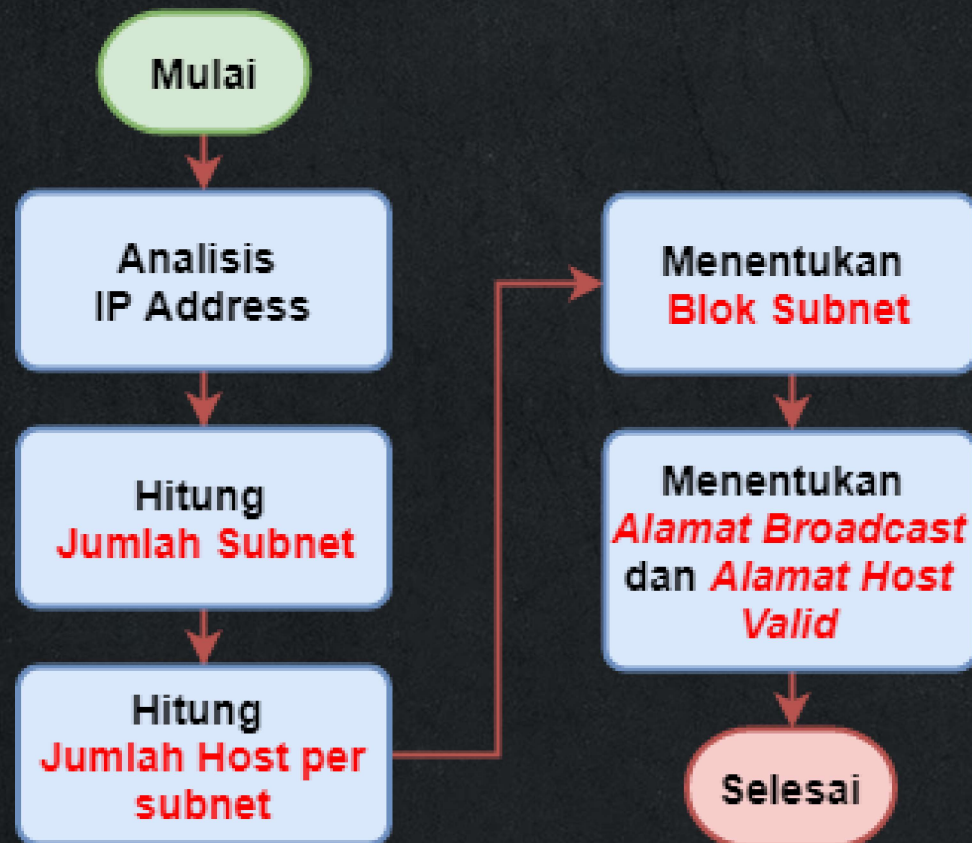 Mulai
Analisis
IP Address
Hitung
Jumlah Subnet
Hitung
Jumlah Host per
subnet
Menentukan
Blok Subnet
Menentukan
Alamat Broadcast
dan Alamat Host
Valid
Selesai